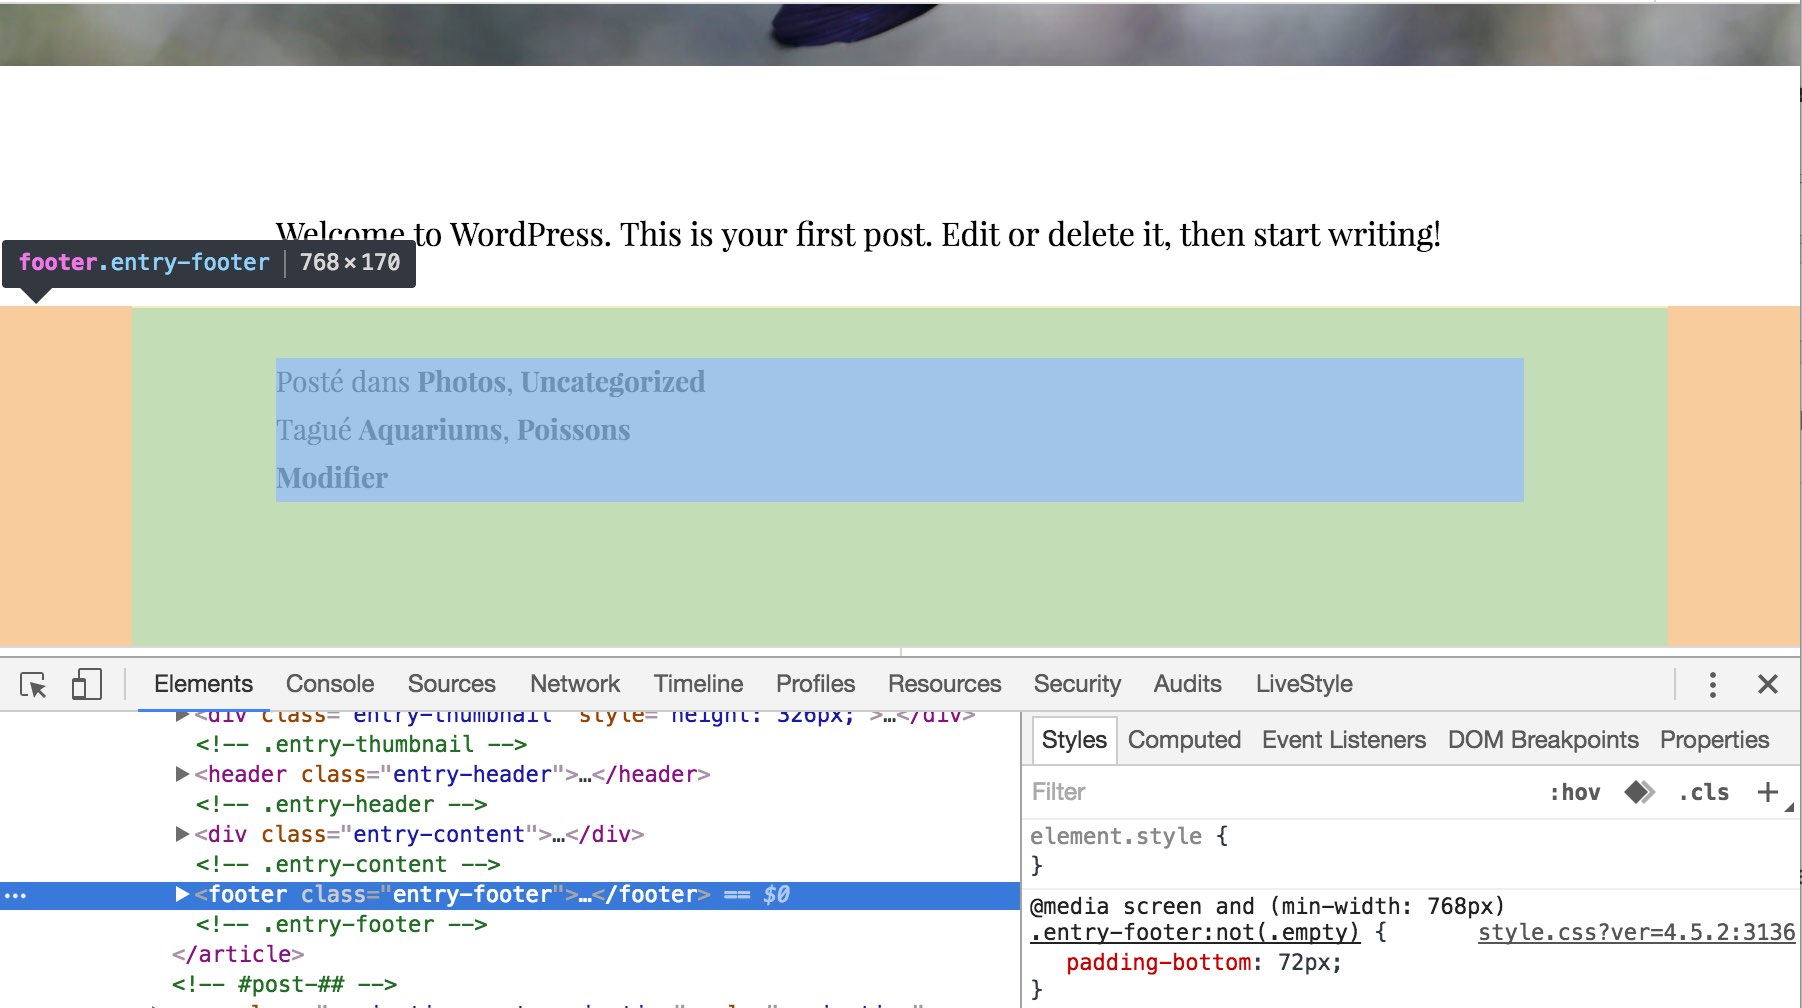 Welcome to WordPress. This is your first post. Edit or delete it, then start writing!
footer.entry-footer 768×170
Posté dans Photos, Uncategorized
Tagué Aquariums, Poissons
Modifier
Elements Console Sources Network Timeline Profiles Resources Security Audits LiveStyle
<div class="entry-thumbnail" style="height: 326px;">…</div>
<!-- .entry-thumbnail -->
<header class="entry-header">…</header>
<!-- .entry-header -->
<div class="entry-content">…</div>
<!-- .entry-content -->
… <footer class="entry-footer">…</footer> == $0
<!-- .entry-footer -->
</article>
<!-- #post-## -->
Styles Computed Event Listeners DOM Breakpoints Properties
Filter :hov .cls +
element.style {
}
@media screen and (min-width: 768px)
.entry-footer:not(.empty) { style.css?ver=4.5.2:3136
padding-bottom: 72px;
}